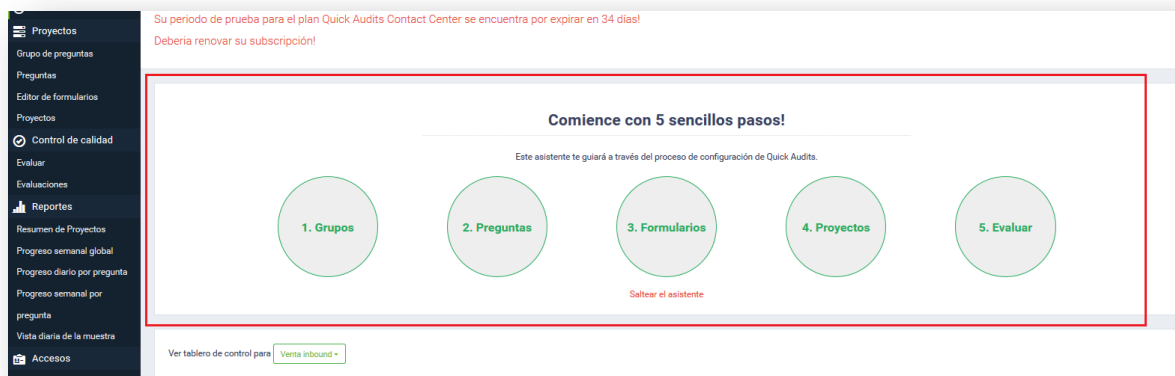 Su periodo de prueba para el plan Quick Audits Contact Center se encuentra por expirar en 34 días!
Deberia renovar su subscripción!
Proyectos
Grupo de preguntas
Preguntas
Editor de formularios
Proyectos
Control de calidad
Evaluar
Evaluaciones
Reportes
Resumen de Proyectos
Progreso semanal global
Progreso diario por pregunta
Progreso semanal por
pregunta
Vista diaria de la muestra
Accesos
Comience con 5 sencillos pasos!
Este asistente te guiará a través del proceso de configuración de Quick Audits.
1. Grupos
2. Preguntas
3. Formularios
4. Proyectos
5. Evaluar
Saltear el asistente
Ver tablero de control para Venta inbound